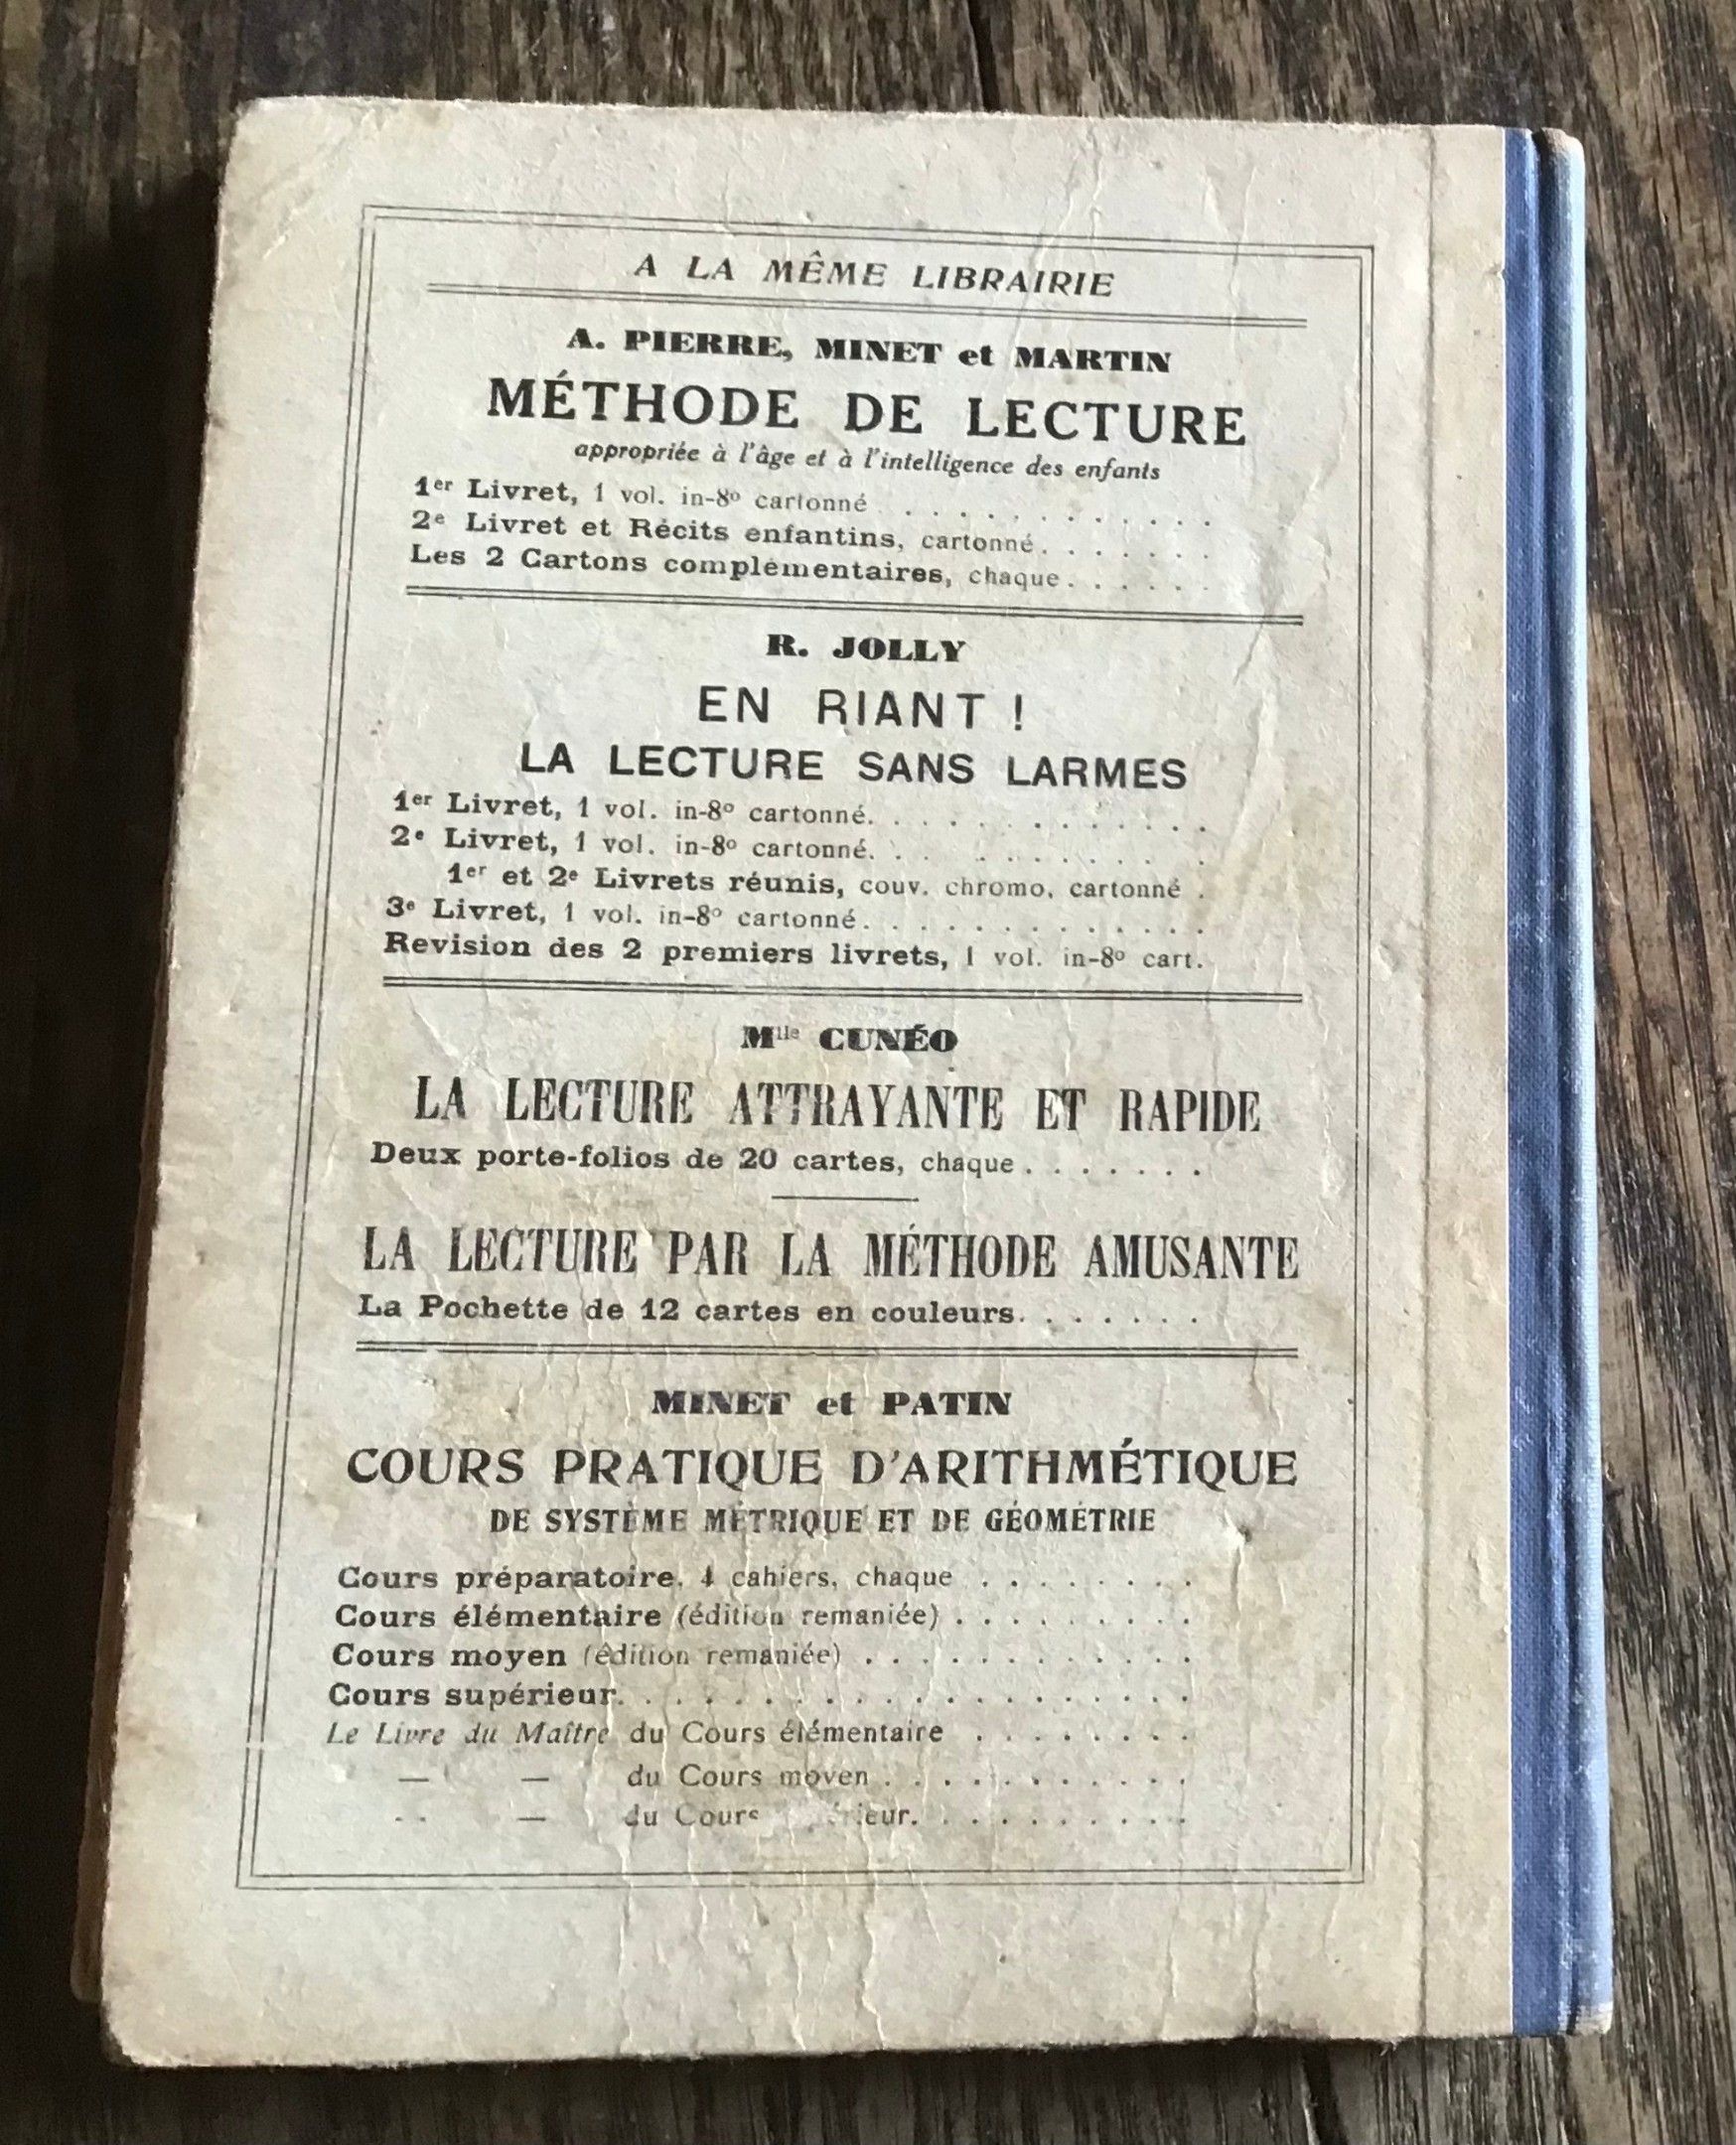 A LA MÊME LIBRAIRIE
A. PIERRE, MINET et MARTIN
MÉTHODE DE LECTURE
appropriée à l'âge et à l'intelligence des enfants
1er Livret, 1 vol. in-8º cartonné . . . . . . . . . . . .
2e Livret et Récits enfantins, cartonné. . . . . . .
Les 2 Cartons complémentaires, chaque. . . . . .
R. JOLLY
EN RIANT !
LA LECTURE SANS LARMES
1er Livret, 1 vol. in-8º cartonné. . . . . . . . . . . . .
2e Livret, 1 vol. in-8º cartonné. . . . . . . . . . .
1er et 2e Livrets réunis, couv. chromo, cartonné .
3e Livret, 1 vol. in-8º cartonné. . . . . . . . . . . . .
Revision des 2 premiers livrets, 1 vol. in-8º cart.
Mlle CUNÉO
LA LECTURE ATTRAYANTE ET RAPIDE
Deux porte-folios de 20 cartes, chaque . . . . . . .
LA LECTURE PAR LA MÉTHODE AMUSANTE
La Pochette de 12 cartes en couleurs. . . . . . .
MINET et PATIN
COURS PRATIQUE D'ARITHMÉTIQUE
DE SYSTÈME MÉTRIQUE ET DE GÉOMÉTRIE
Cours préparatoire, 4 cahiers, chaque . . . . . . . .
Cours élémentaire (édition remaniée) . . . . . . . . .
Cours moyen (édition remaniée) . . . . . . . . . . . .
Cours supérieur. . . . . . . . . . . . . . . . . . . .
Le Livre du Maître du Cours élémentaire . . . . . . . .
— — du Cours moyen . . . . . . . . . . .
— — du Cours . . . . . . . . . .